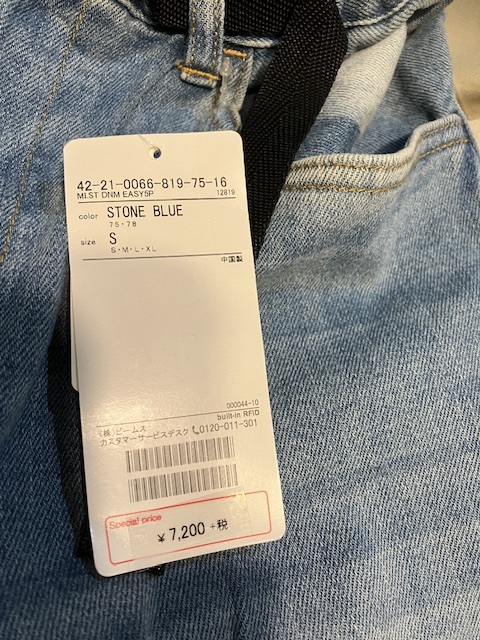 42-21-0066-819-75-16
MI.ST DNM EASY5P 12819
color STONE BLUE
75・78
size S
S・M・L・XL
中国製
000044-10
built-in RFID
(株)ビームス
カスタマーサービスデスク 0120-011-301
Special price
¥7,200 +税